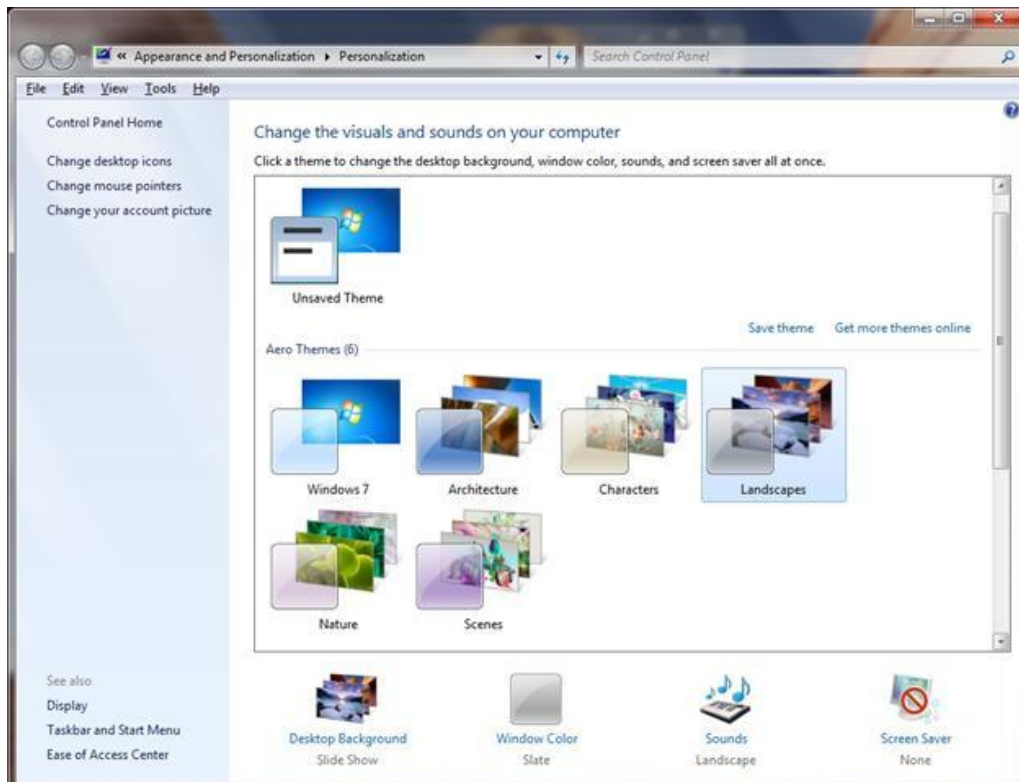 « Appearance and Personalization ▸ Personalization
Search Control Panel
File Edit View Tools Help
Control Panel Home
Change desktop icons
Change mouse pointers
Change your account picture
Change the visuals and sounds on your computer
Click a theme to change the desktop background, window color, sounds, and screen saver all at once.
Unsaved Theme
Save theme Get more themes online
Aero Themes (6)
Windows 7 Architecture Characters Landscapes
Nature Scenes
See also
Display
Taskbar and Start Menu
Ease of Access Center
Desktop Background Window Color Sounds Screen Saver
Slide Show Slate Landscape None